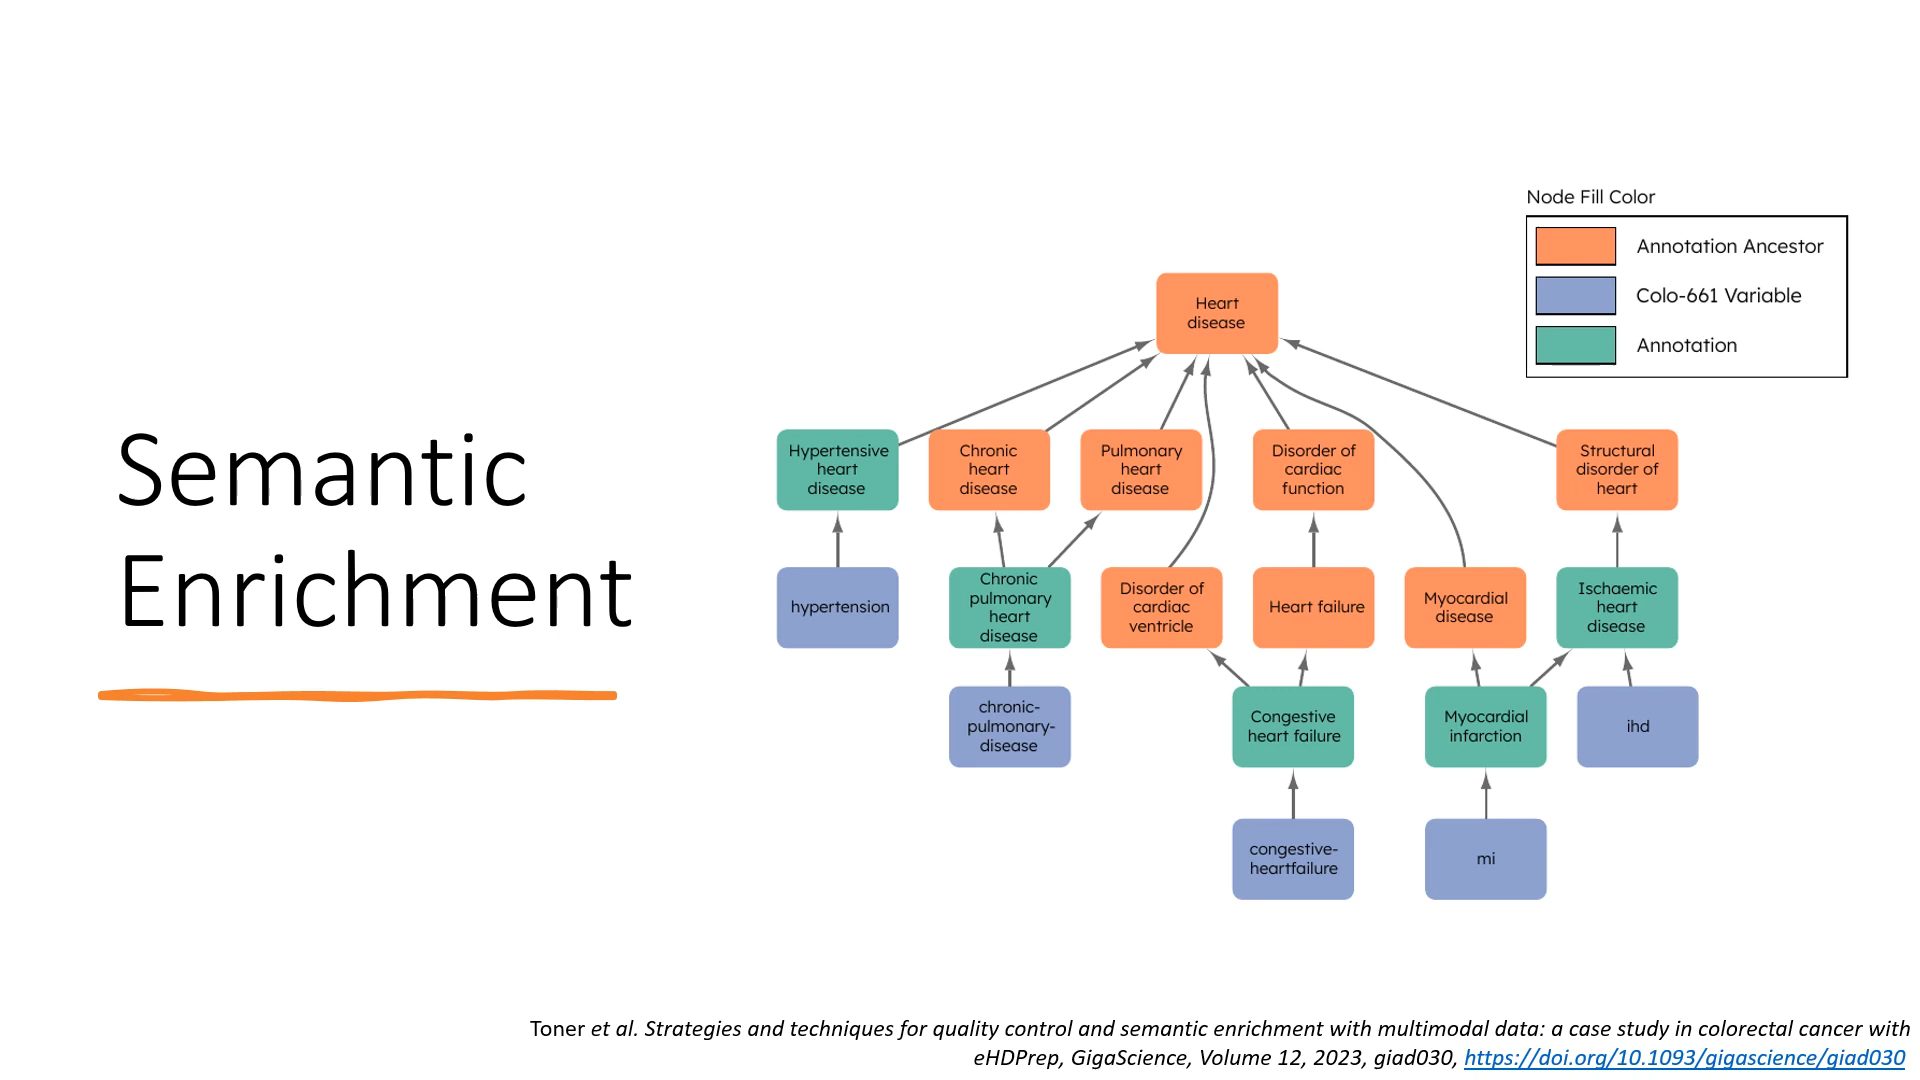 Semantic
Enrichment
Node Fill Color
Annotation Ancestor
Colo-661 Variable
Annotation
Heart
disease
Hypertensive
heart
disease
Chronic
heart
disease
Pulmonary
heart
disease
Disorder of
cardiac
function
Structural
disorder of
heart
hypertension
Chronic
pulmonary
heart
disease
Disorder of
cardiac
ventricle
Heart failure
Myocardial
disease
Ischaemic
heart
disease
chronic-
pulmonary-
disease
Congestive
heart failure
Myocardial
infarction
ihd
congestive-
heartfailure
mi
Toner et al. Strategies and techniques for quality control and semantic enrichment with multimodal data: a case study in colorectal cancer with
eHDPrep, GigaScience, Volume 12, 2023, giad030, https://doi.org/10.1093/gigascience/giad030